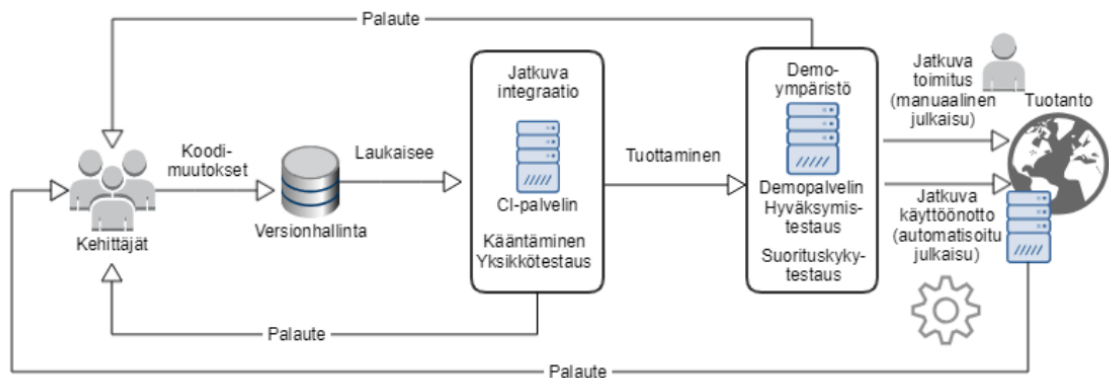 Palaute
Jatkuva
integraatio
Demo-
ympäristö
Jatkuva
toimitus
(manuaalinen
julkaisu)
Tuotanto
Koodi-
muutokset
Laukaisee
Tuottaminen
Kehittäjät
Versionhallinta
CI-palvelin
Kääntäminen
Yksikkötestaus
Demopalvelin
Hyväksymis-
testaus
Suorituskyky-
testaus
Jatkuva
käyttöönotto
(automatisoitu
julkaisu)
Palaute
Palaute